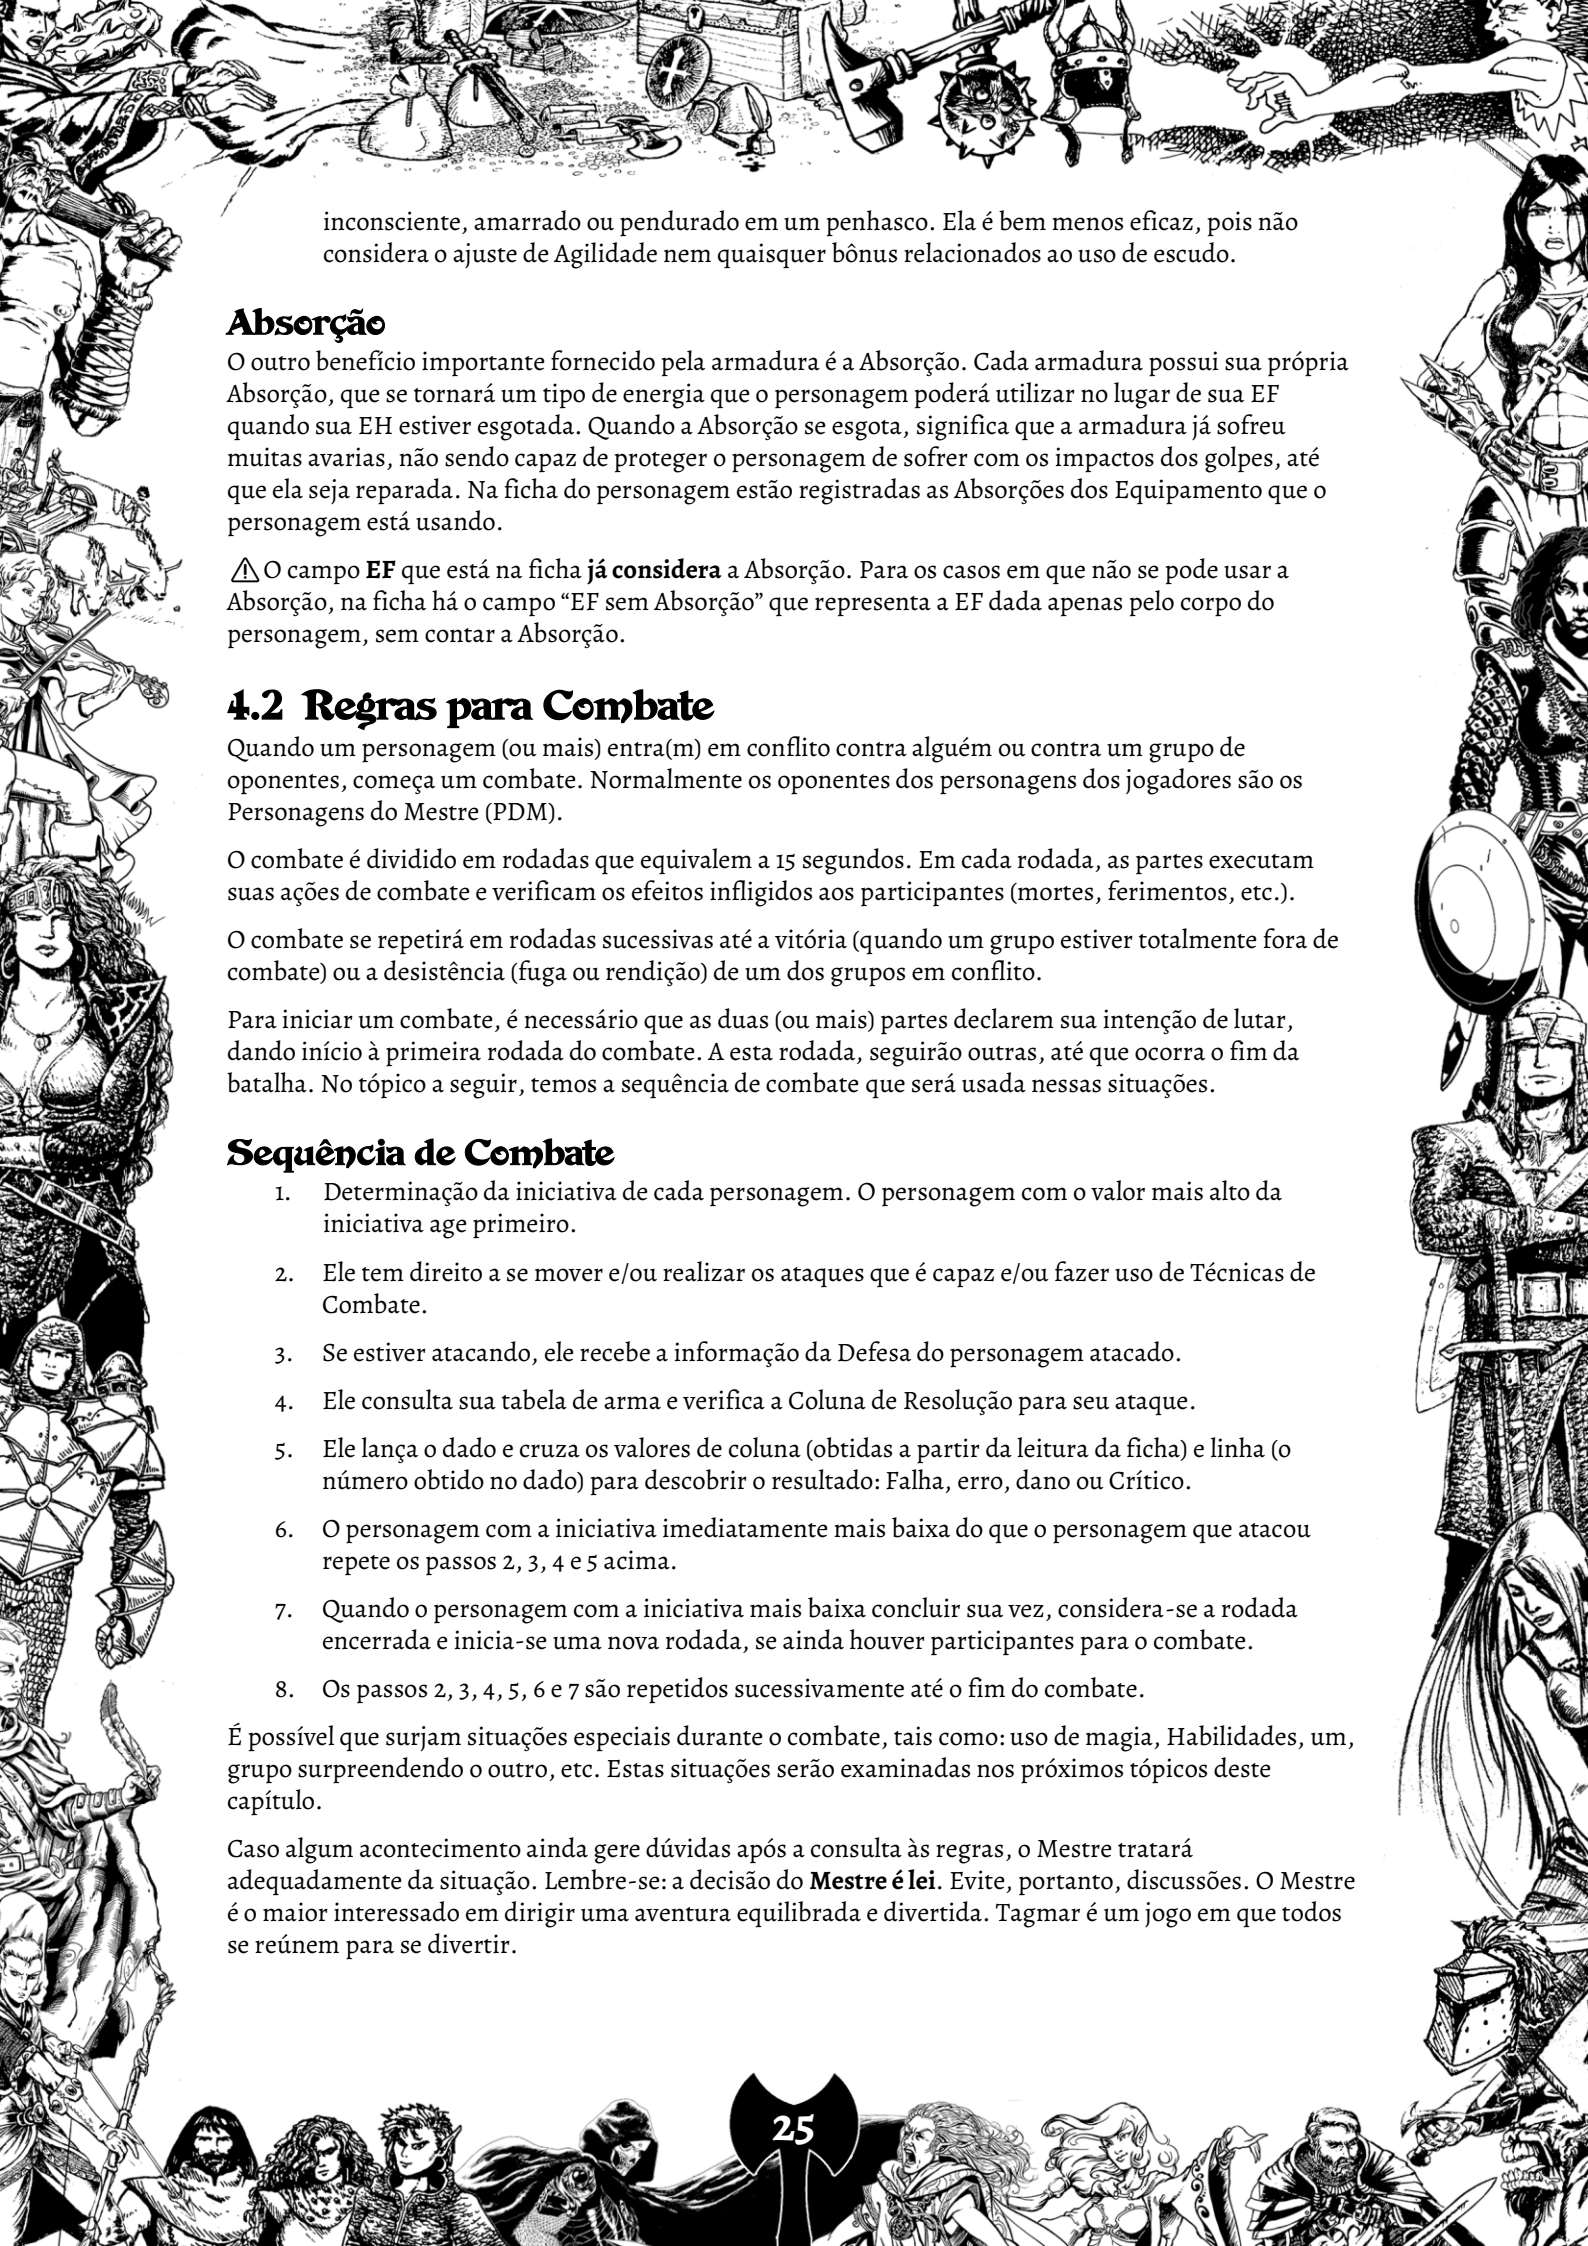 inconsciente, amarrado ou pendurado em um penhasco. Ela é bem menos eficaz, pois não
considera o ajuste de Agilidade nem quaisquer bônus relacionados ao uso de escudo.
Absorção
O outro benefício importante fornecido pela armadura é a Absorção. Cada armadura possui sua própria
Absorção, que se tornará um tipo de energia que o personagem poderá utilizar no lugar de sua EF
quando sua EH estiver esgotada. Quando a Absorção se esgota, significa que a armadura já sofreu
muitas avarias, não sendo capaz de proteger o personagem de sofrer com os impactos dos golpes, até
que ela seja reparada. Na ficha do personagem estão registradas as Absorções dos Equipamento que o
personagem está usando.
⚠O campo EF que está na ficha já considera a Absorção. Para os casos em que não se pode usar a
Absorção, na ficha há o campo “EF sem Absorção” que representa a EF dada apenas pelo corpo do
personagem, sem contar a Absorção.
4.2 Regras para Combate
Quando um personagem (ou mais) entra(m) em conflito contra alguém ou contra um grupo de
oponentes, começa um combate. Normalmente os oponentes dos personagens dos jogadores são os
Personagens do Mestre (PDM).
O combate é dividido em rodadas que equivalem a 15 segundos. Em cada rodada, as partes executam
suas ações de combate e verificam os efeitos infligidos aos participantes (mortes, ferimentos, etc.).
O combate se repetirá em rodadas sucessivas até a vitória (quando um grupo estiver totalmente fora de
combate) ou a desistência (fuga ou rendição) de um dos grupos em conflito.
Para iniciar um combate, é necessário que as duas (ou mais) partes declarem sua intenção de lutar,
dando início à primeira rodada do combate. A esta rodada, seguirão outras, até que ocorra o fim da
batalha. No tópico a seguir, temos a sequência de combate que será usada nessas situações.
Sequência de Combate
1. Determinação da iniciativa de cada personagem. O personagem com o valor mais alto da
iniciativa age primeiro.
2. Ele tem direito a se mover e/ou realizar os ataques que é capaz e/ou fazer uso de Técnicas de
Combate.
3. Se estiver atacando, ele recebe a informação da Defesa do personagem atacado.
4. Ele consulta sua tabela de arma e verifica a Coluna de Resolução para seu ataque.
5. Ele lança o dado e cruza os valores de coluna (obtidas a partir da leitura da ficha) e linha (o
número obtido no dado) para descobrir o resultado: Falha, erro, dano ou Crítico.
6. O personagem com a iniciativa imediatamente mais baixa do que o personagem que atacou
repete os passos 2, 3, 4 e 5 acima.
7. Quando o personagem com a iniciativa mais baixa concluir sua vez, considera-se a rodada
encerrada e inicia-se uma nova rodada, se ainda houver participantes para o combate.
8. Os passos 2, 3, 4, 5, 6 e 7 são repetidos sucessivamente até o fim do combate.
É possível que surjam situações especiais durante o combate, tais como: uso de magia, Habilidades, um,
grupo surpreendendo o outro, etc. Estas situações serão examinadas nos próximos tópicos deste
capítulo.
Caso algum acontecimento ainda gere dúvidas após a consulta às regras, o Mestre tratará
adequadamente da situação. Lembre-se: a decisão do Mestre é lei. Evite, portanto, discussões. O Mestre
é o maior interessado em dirigir uma aventura equilibrada e divertida. Tagmar é um jogo em que todos
se reúnem para se divertir.
25